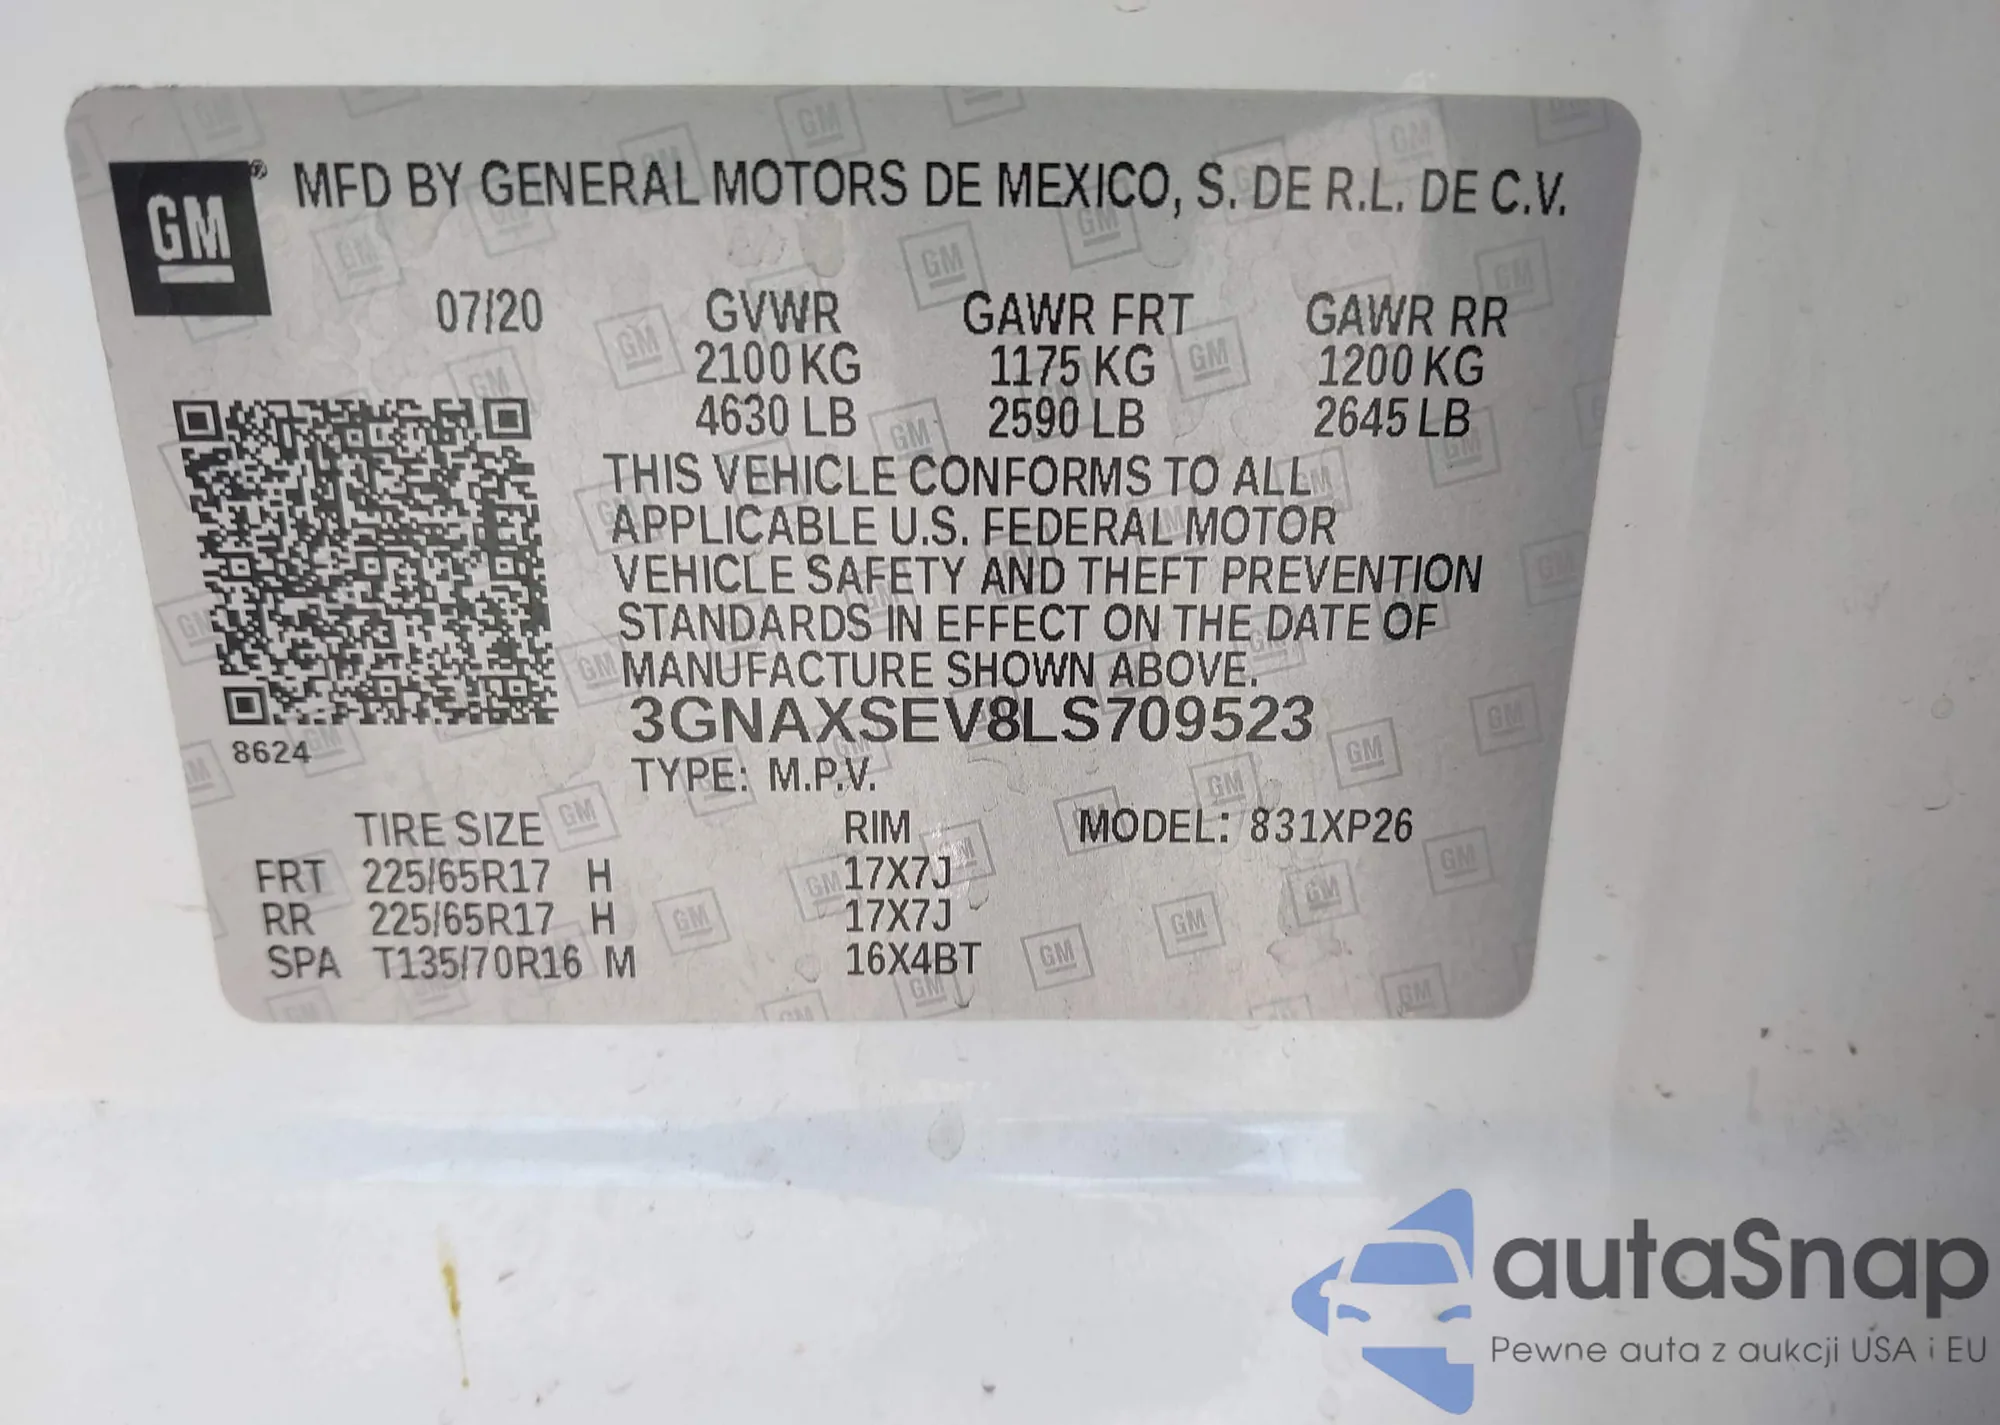 GM® MFD BY GENERAL MOTORS DE MEXICO, S. DE R.L. DE C.V.
07/20 GVWR GAWR FRT GAWR RR
2100 KG 1175 KG 1200 KG
4630 LB 2590 LB 2645 LB
THIS VEHICLE CONFORMS TO ALL
APPLICABLE U.S. FEDERAL MOTOR
VEHICLE SAFETY AND THEFT PREVENTION
STANDARDS IN EFFECT ON THE DATE OF
MANUFACTURE SHOWN ABOVE.
3GNAXSEV8LS709523
8624
TYPE: M.P.V.
TIRE SIZE RIM MODEL: 831XP26
FRT 225/65R17 H 17X7J
RR 225/65R17 H 17X7J
SPA T135/70R16 M 16X4BT
autaSnap
Pewne auta z aukcji USA i EU